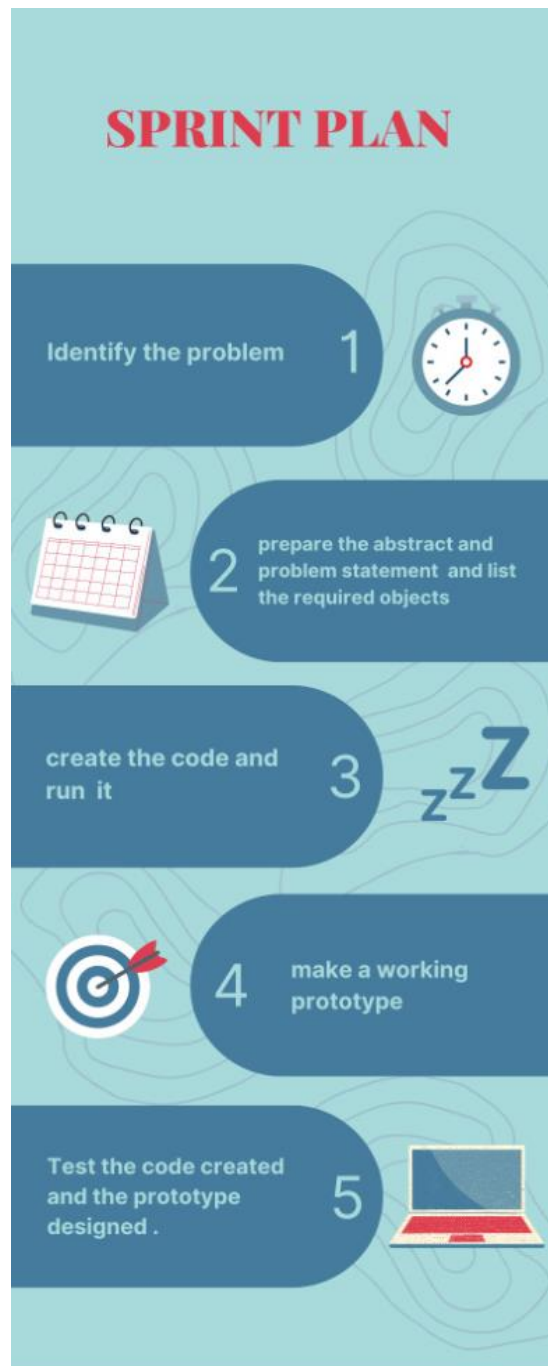 SPRINT PLAN
Identify the problem
1
2
prepare the abstract and
problem statement and list
the required objects
create the code and
run it
3
zzZ
4
make a working
prototype
Test the code created
and the prototype
designed .
5